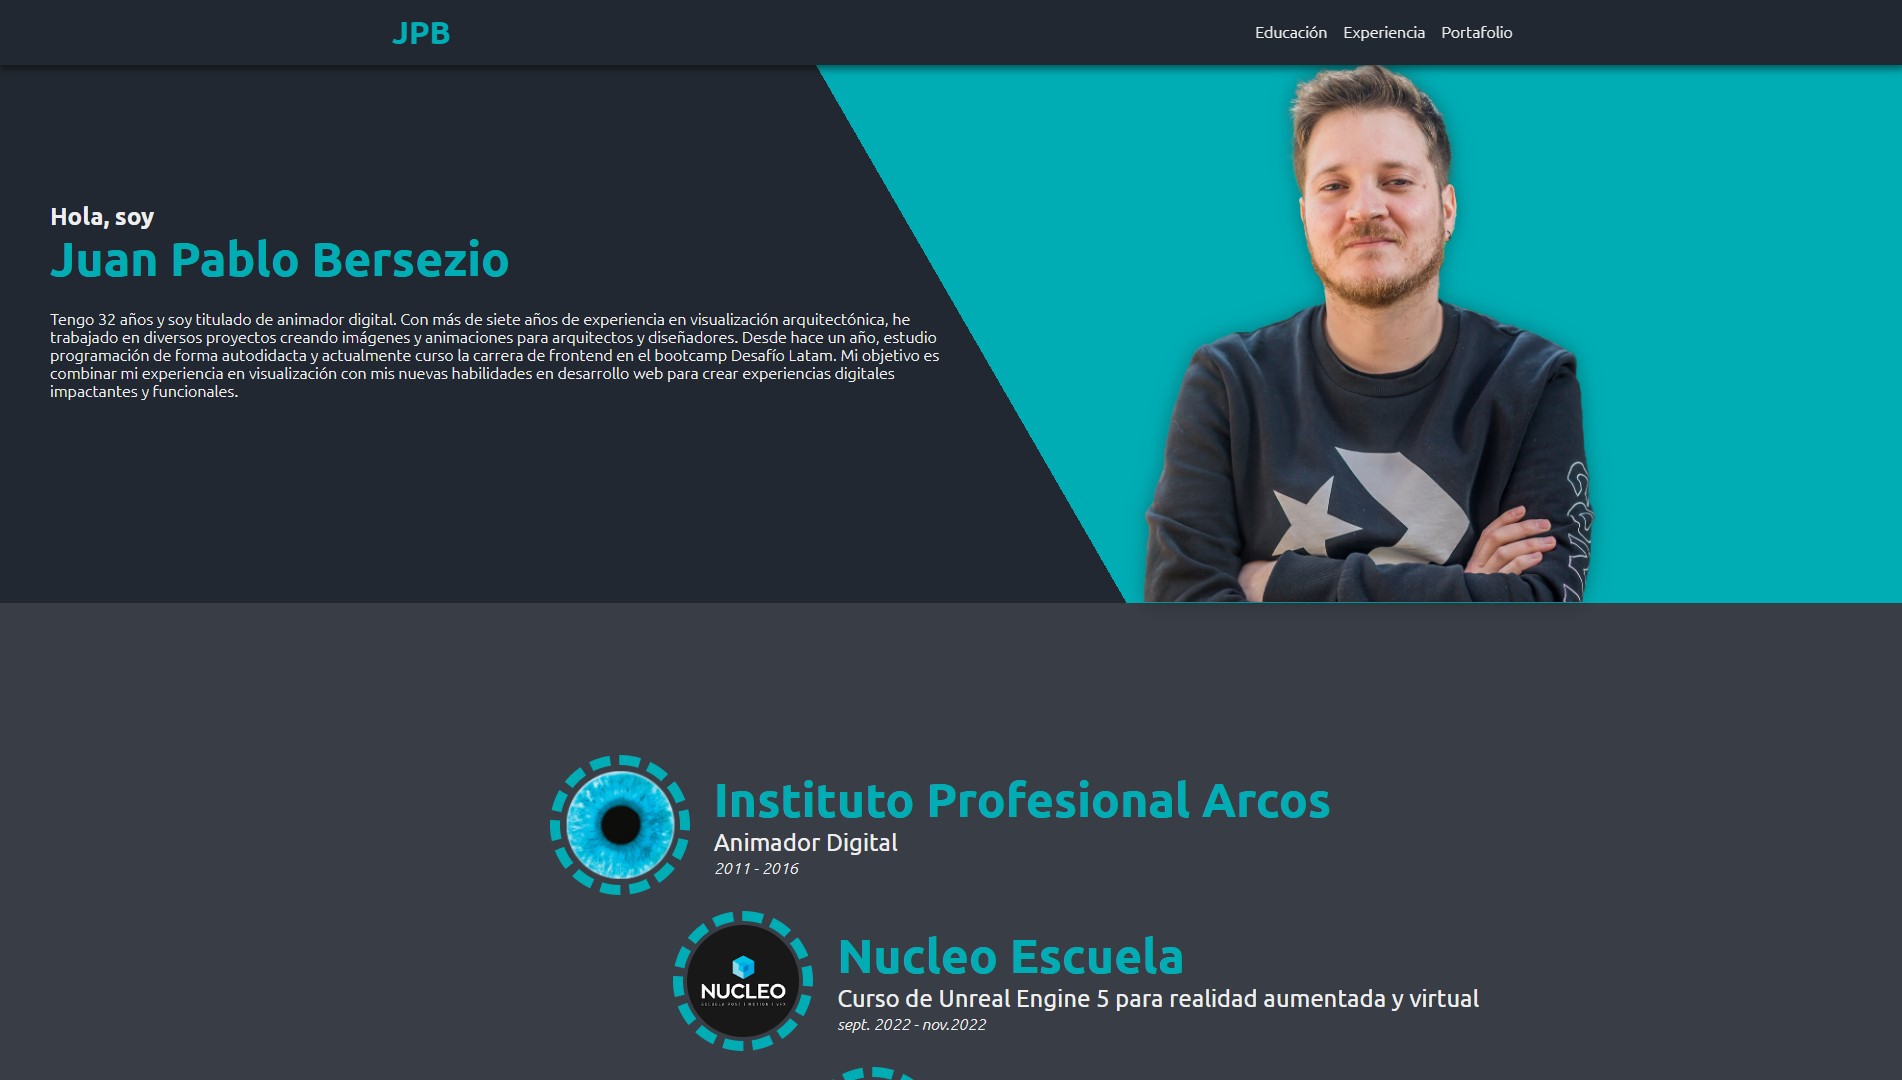 JPB
Educación Experiencia Portafolio
Hola, soy
Juan Pablo Bersezio
Tengo 32 años y soy titulado de animador digital. Con más de siete años de experiencia en visualización arquitectónica, he
trabajado en diversos proyectos creando imágenes y animaciones para arquitectos y diseñadores. Desde hace un año, estudio
programación de forma autodidacta y actualmente curso la carrera de frontend en el bootcamp Desafío Latam. Mi objetivo es
combinar mi experiencia en visualización con mis nuevas habilidades en desarrollo web para crear experiencias digitales
impactantes y funcionales.
Instituto Profesional Arcos
Animador Digital
2011 - 2016
NUCLEO
ESCUELA POST | MOTION | VFX
Nucleo Escuela
Curso de Unreal Engine 5 para realidad aumentada y virtual
sept. 2022 - nov.2022